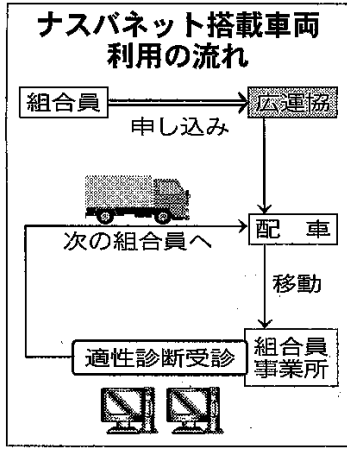 ナスバネット搭載車両
利用の流れ
組合員
広運協
申し込み
配車
次の組合員へ
移動
適性診断受診
組合員
事業所